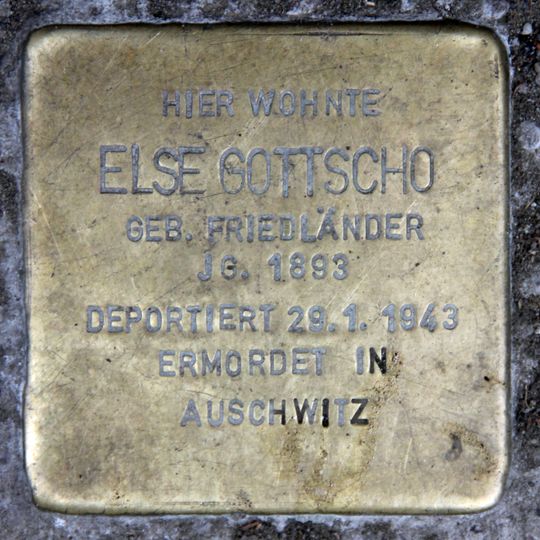 HIER WOHNTE
ELSE GOTTSCHO
GEB. FRIEDLÄNDER
JG. 1893
DEPORTIERT 29.1.1943
ERMORDET IN
AUSCHWITZ